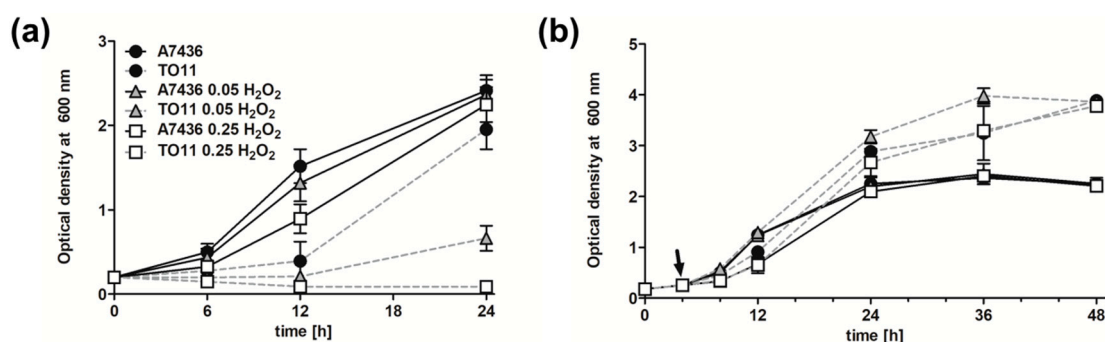 (a)
Optical density at 600 nm
3
2
1
0
A7436
TO11
A7436 0.05 H₂O₂
TO11 0.05 H₂O₂
A7436 0.25 H₂O₂
TO11 0.25 H₂O₂
0 6 12 18 24
time [h]
(b)
Optical density at 600 nm
5
4
3
2
1
0
0 12 24 36 48
time [h]